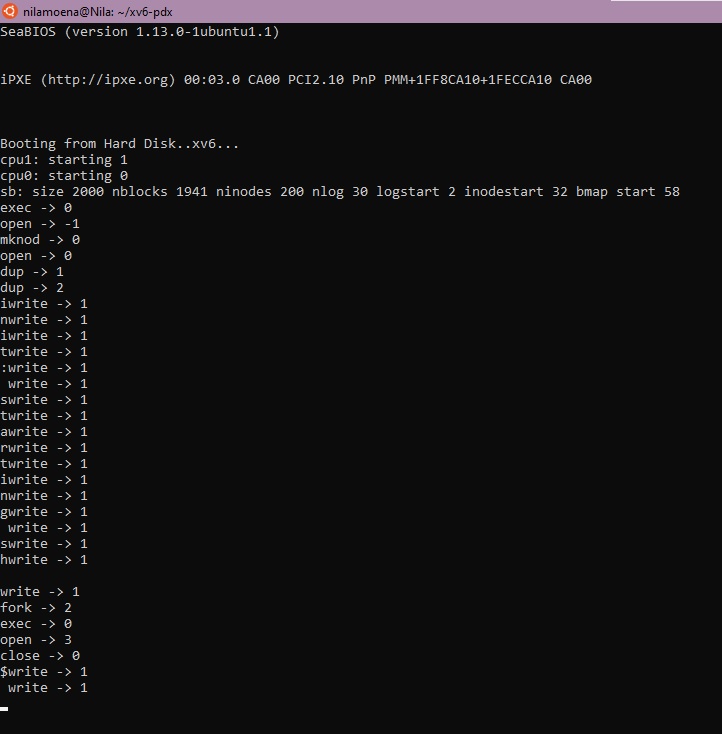 nilamoena@Nila: ~/xv6-pdx
SeaBIOS (version 1.13.0-1ubuntu1.1)
iPXE (http://ipxe.org) 00:03.0 CA00 PCI2.10 PnP PMM+1FF8CA10+1FECCA10 CA00
Booting from Hard Disk..xv6...
cpu1: starting 1
cpu0: starting 0
sb: size 2000 nblocks 1941 ninodes 200 nlog 30 logstart 2 inodestart 32 bmap start 58
exec -> 0
open -> -1
mknod -> 0
open -> 0
dup -> 1
dup -> 2
iwrite -> 1
nwrite -> 1
iwrite -> 1
twrite -> 1
:write -> 1
 write -> 1
swrite -> 1
twrite -> 1
awrite -> 1
rwrite -> 1
twrite -> 1
iwrite -> 1
nwrite -> 1
gwrite -> 1
 write -> 1
swrite -> 1
hwrite -> 1
write -> 1
fork -> 2
exec -> 0
open -> 3
close -> 0
$write -> 1
 write -> 1